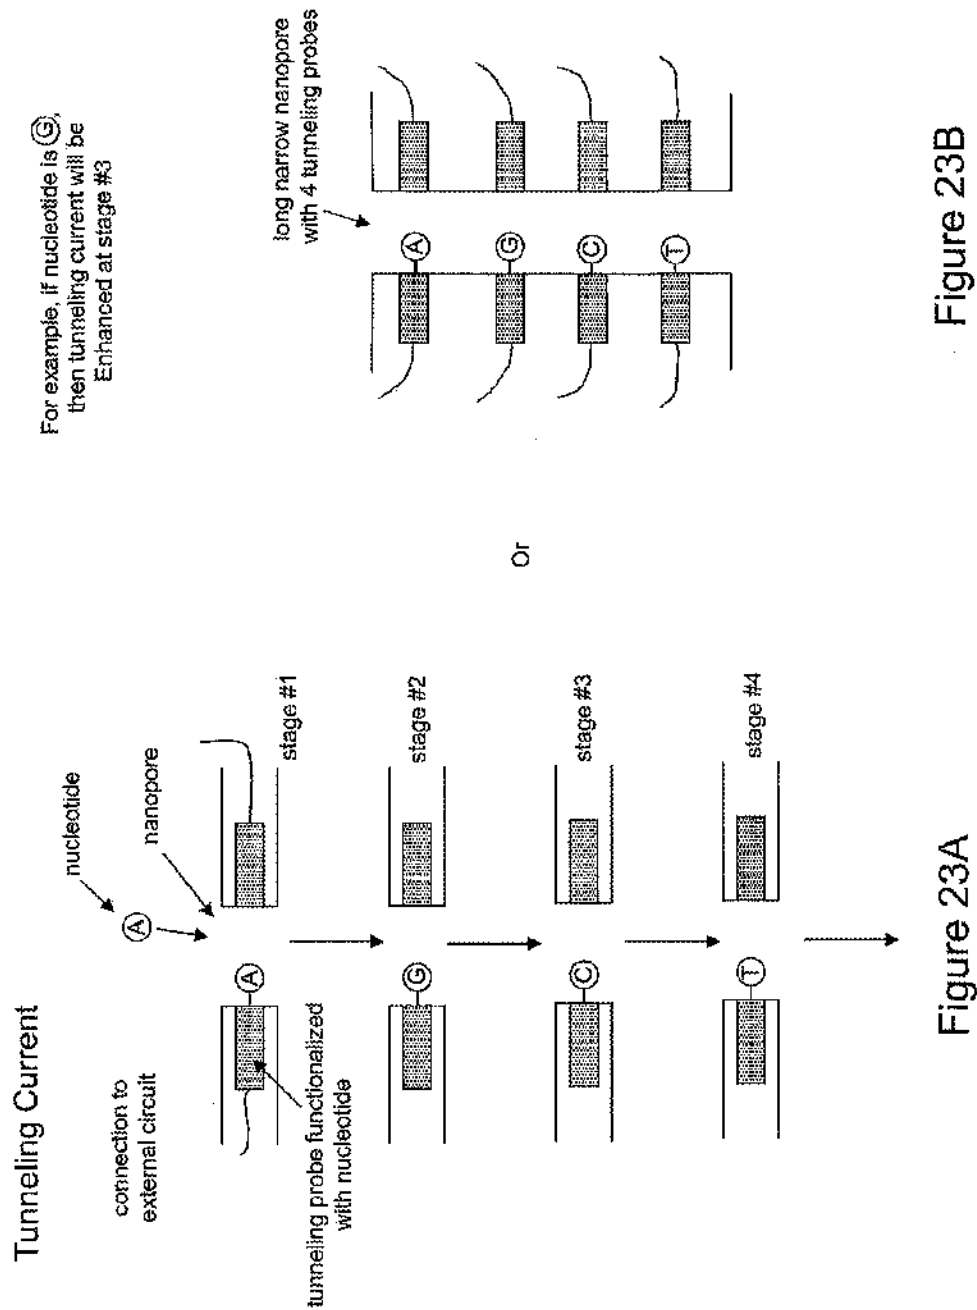 Tunneling Current
connection to
external circuit
nucleotide
nanopore
A
A
stage #1
tunneling probe functionalized
with nucleotide
G
stage #2
C
stage #3
T
stage #4
Figure 23A
Or
For example, if nucleotide is G,
then tunneling current will be
Enhanced at stage #3
long narrow nanopore
with 4 tunneling probes
A
G
C
T
Figure 23B